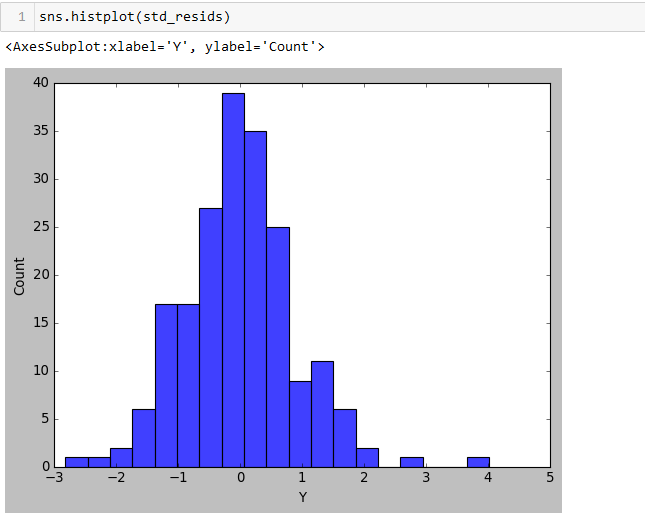 1 sns.histplot(std_resids)
<AxesSubplot:xlabel='Y', ylabel='Count'>
40
35
30
25
20
15
10
5
0
Count
−3 −2 −1 0 1 2 3 4 5
Y